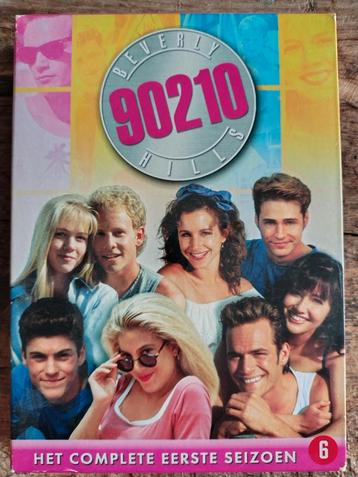 BEVERLY
90210
HILLS
HET COMPLETE EERSTE SEIZOEN
6